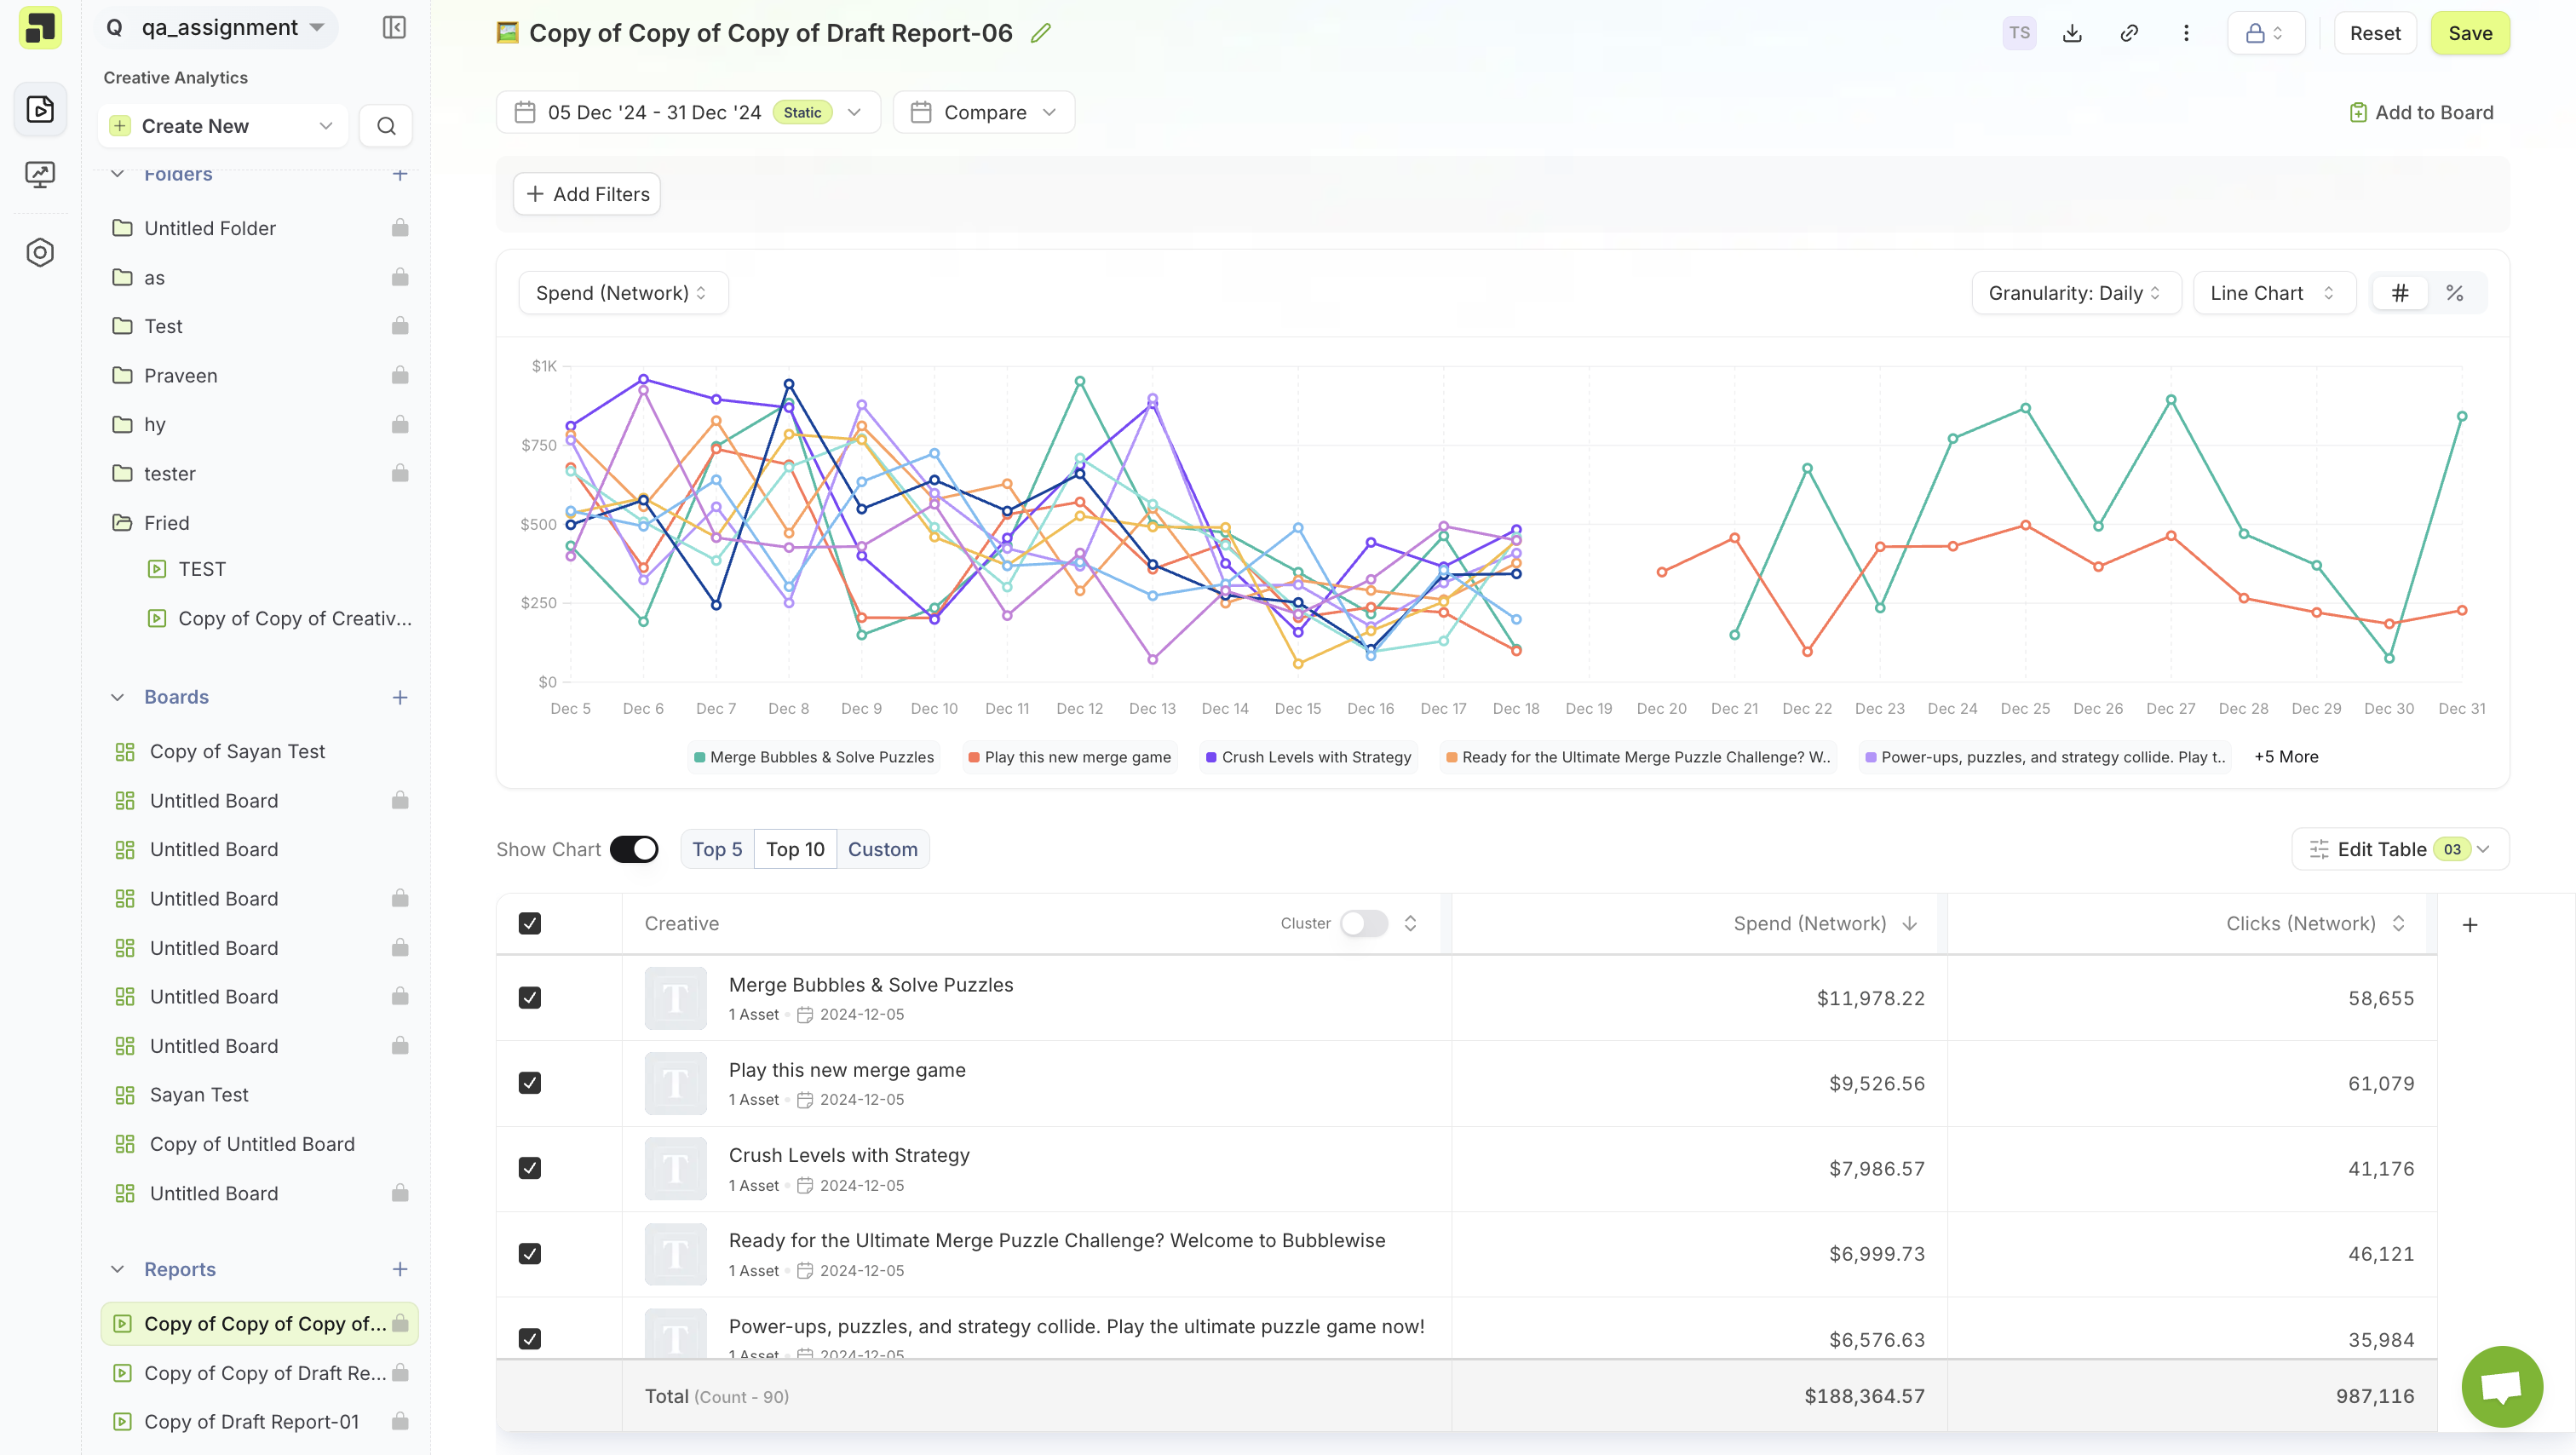 Q qa_assignment
Creative Analytics
Create New
Folders
Untitled Folder
as
Test
Praveen
hy
tester
Fried
TEST
Copy of Copy of Creativ...
Boards
Copy of Sayan Test
Untitled Board
Untitled Board
Untitled Board
Untitled Board
Untitled Board
Untitled Board
Sayan Test
Copy of Untitled Board
Untitled Board
Reports
Copy of Copy of Copy of...
Copy of Copy of Draft Re...
Copy of Draft Report-01
Copy of Copy of Copy of Draft Report-06
TS
Reset
Save
05 Dec '24 - 31 Dec '24 Static
Compare
Add to Board
Add Filters
Spend (Network)
Granularity: Daily
Line Chart
# %
$1K
$750
$500
$250
$0
Dec 5 Dec 6 Dec 7 Dec 8 Dec 9 Dec 10 Dec 11 Dec 12 Dec 13 Dec 14 Dec 15 Dec 16 Dec 17 Dec 18 Dec 19 Dec 20 Dec 21 Dec 22 Dec 23 Dec 24 Dec 25 Dec 26 Dec 27 Dec 28 Dec 29 Dec 30 Dec 31
Merge Bubbles & Solve Puzzles Play this new merge game Crush Levels with Strategy Ready for the Ultimate Merge Puzzle Challenge? W.. Power-ups, puzzles, and strategy collide. Play t.. +5 More
Show Chart Top 5 Top 10 Custom
Edit Table 03
Creative Cluster Spend (Network) Clicks (Network)
T Merge Bubbles & Solve Puzzles $11,978.22 58,655
1 Asset 2024-12-05
T Play this new merge game $9,526.56 61,079
1 Asset 2024-12-05
T Crush Levels with Strategy $7,986.57 41,176
1 Asset 2024-12-05
T Ready for the Ultimate Merge Puzzle Challenge? Welcome to Bubblewise $6,999.73 46,121
1 Asset 2024-12-05
T Power-ups, puzzles, and strategy collide. Play the ultimate puzzle game now! $6,576.63 35,984
1 Asset 2024-12-05
Total (Count - 90) $188,364.57 987,116